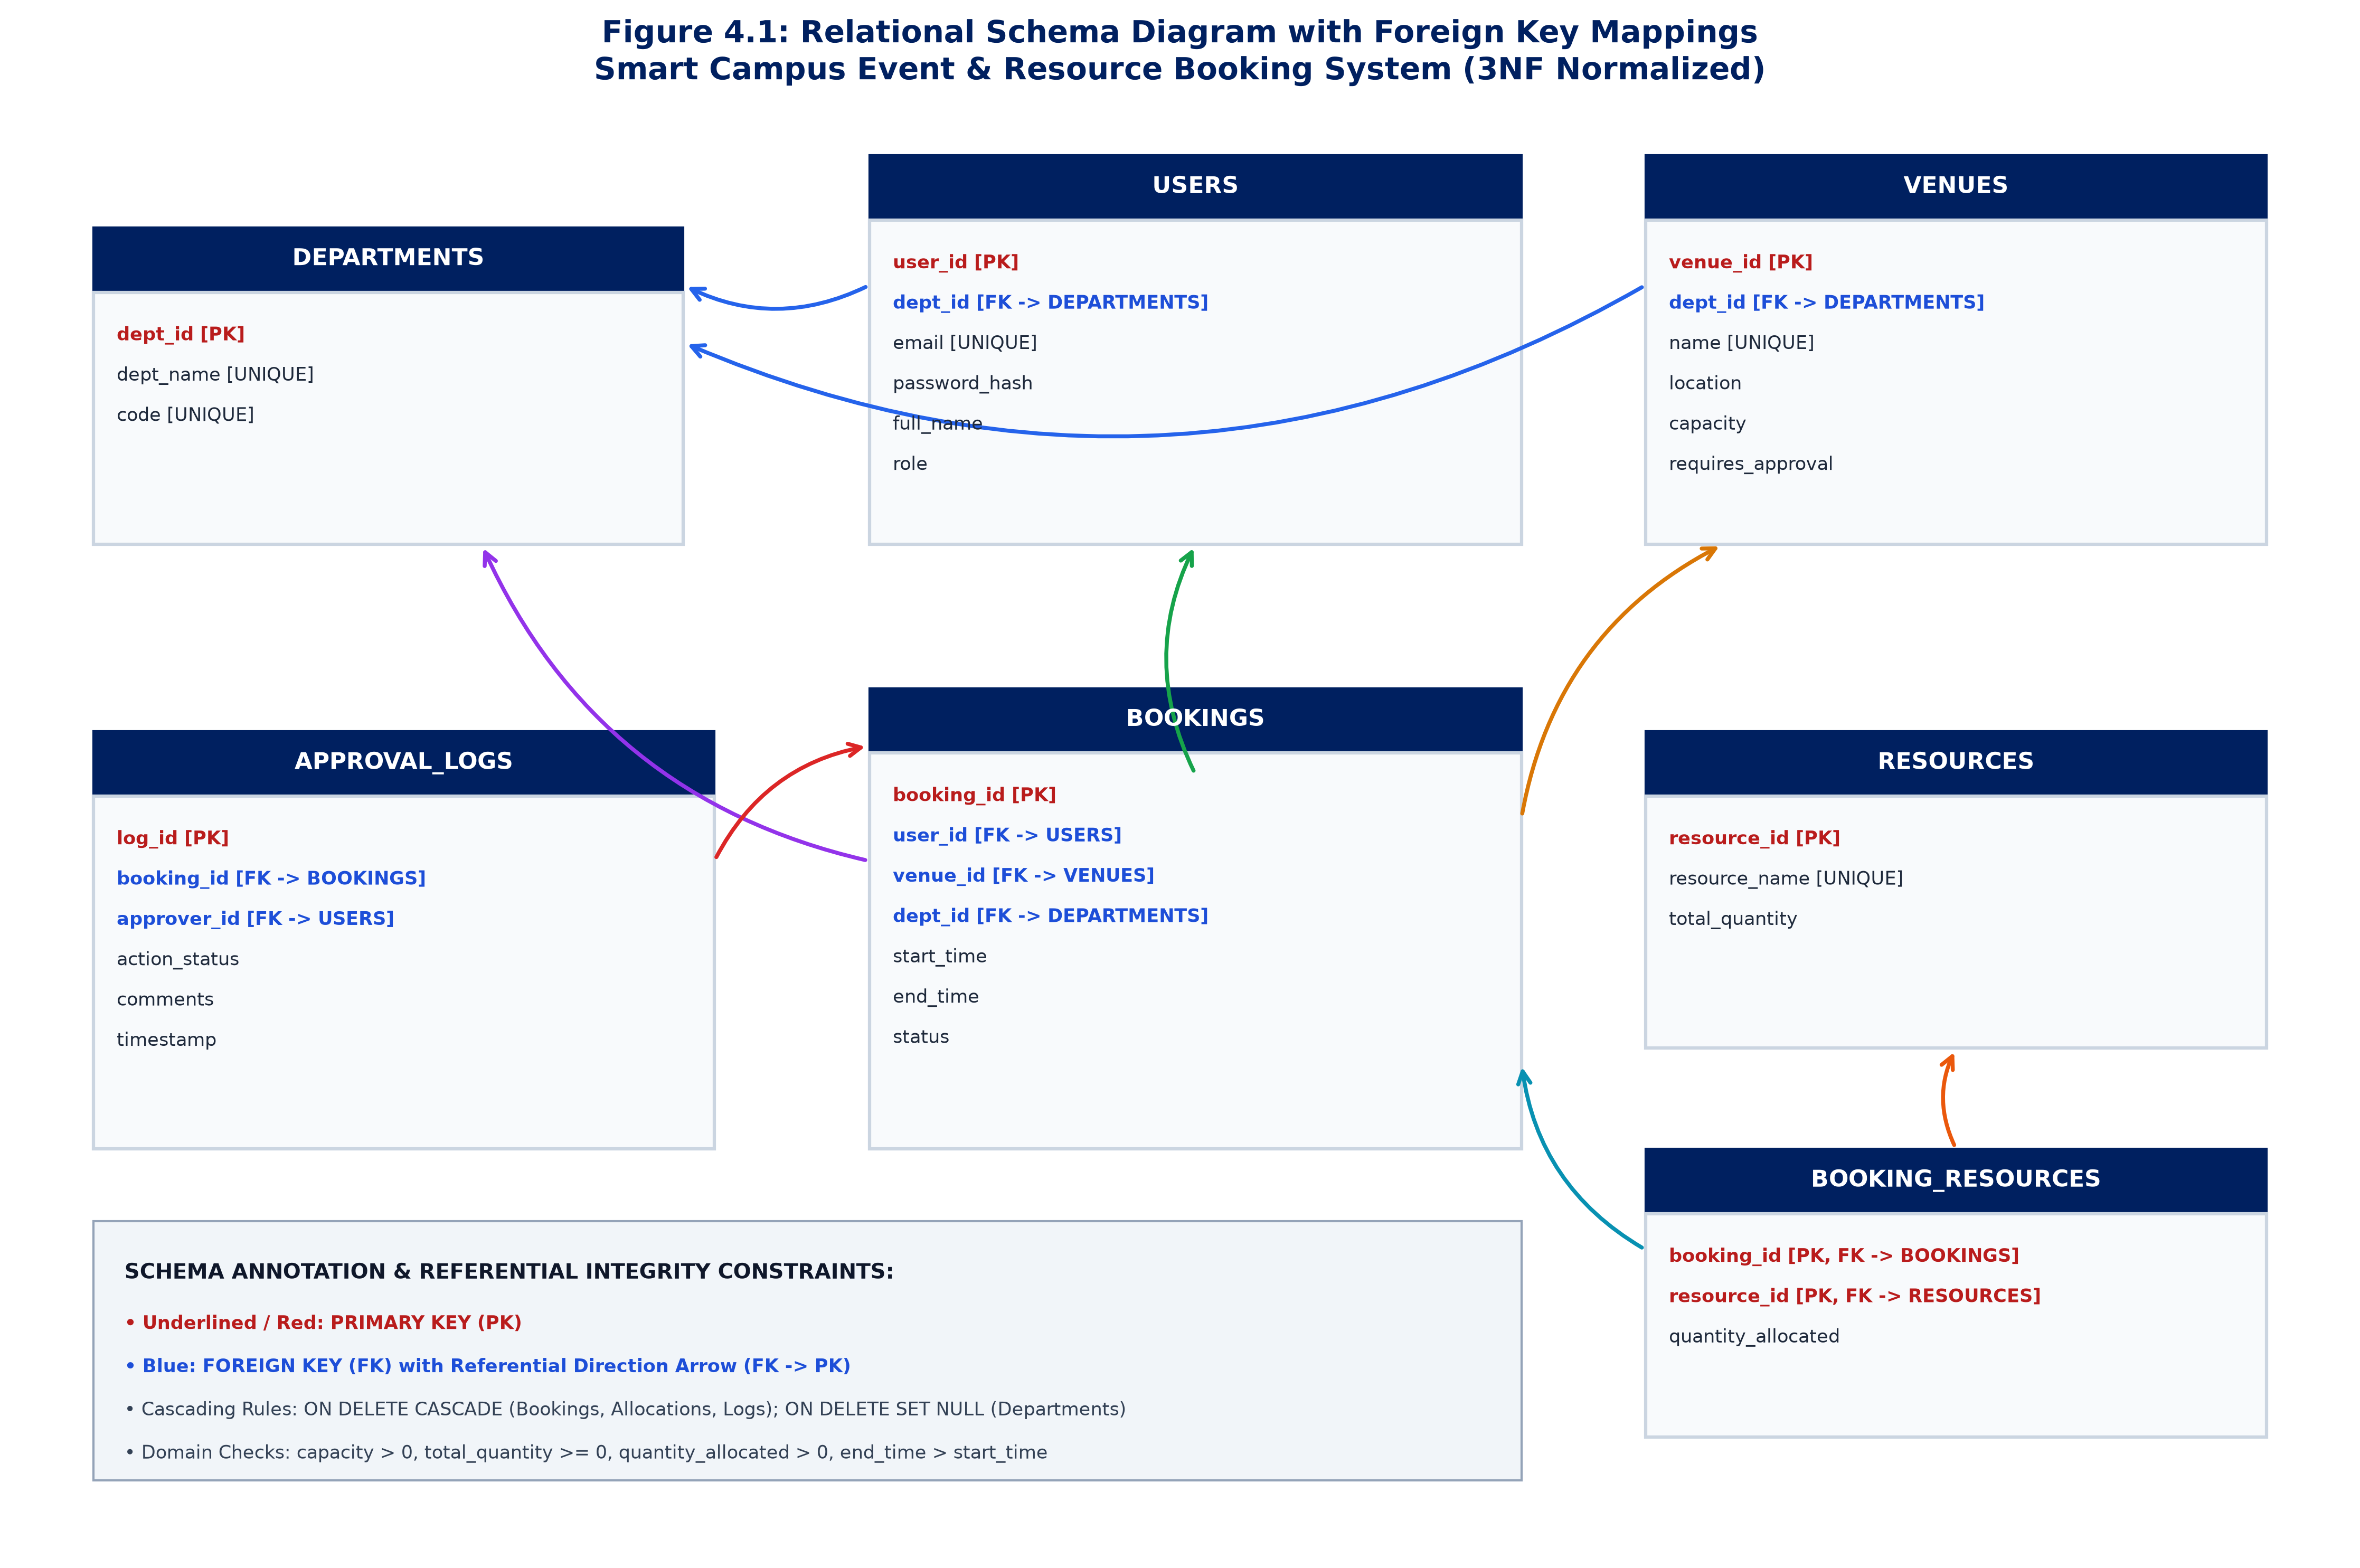 Figure 4.1: Relational Schema Diagram with Foreign Key Mappings
Smart Campus Event & Resource Booking System (3NF Normalized)
DEPARTMENTS
dept_id [PK]
dept_name [UNIQUE]
code [UNIQUE]
USERS
user_id [PK]
dept_id [FK -> DEPARTMENTS]
email [UNIQUE]
password_hash
full_name
role
VENUES
venue_id [PK]
dept_id [FK -> DEPARTMENTS]
name [UNIQUE]
location
capacity
requires_approval
APPROVAL_LOGS
log_id [PK]
booking_id [FK -> BOOKINGS]
approver_id [FK -> USERS]
action_status
comments
timestamp
BOOKINGS
booking_id [PK]
user_id [FK -> USERS]
venue_id [FK -> VENUES]
dept_id [FK -> DEPARTMENTS]
start_time
end_time
status
RESOURCES
resource_id [PK]
resource_name [UNIQUE]
total_quantity
BOOKING_RESOURCES
booking_id [PK, FK -> BOOKINGS]
resource_id [PK, FK -> RESOURCES]
quantity_allocated
SCHEMA ANNOTATION & REFERENTIAL INTEGRITY CONSTRAINTS:
• Underlined / Red: PRIMARY KEY (PK)
• Blue: FOREIGN KEY (FK) with Referential Direction Arrow (FK -> PK)
• Cascading Rules: ON DELETE CASCADE (Bookings, Allocations, Logs); ON DELETE SET NULL (Departments)
• Domain Checks: capacity > 0, total_quantity >= 0, quantity_allocated > 0, end_time > start_time